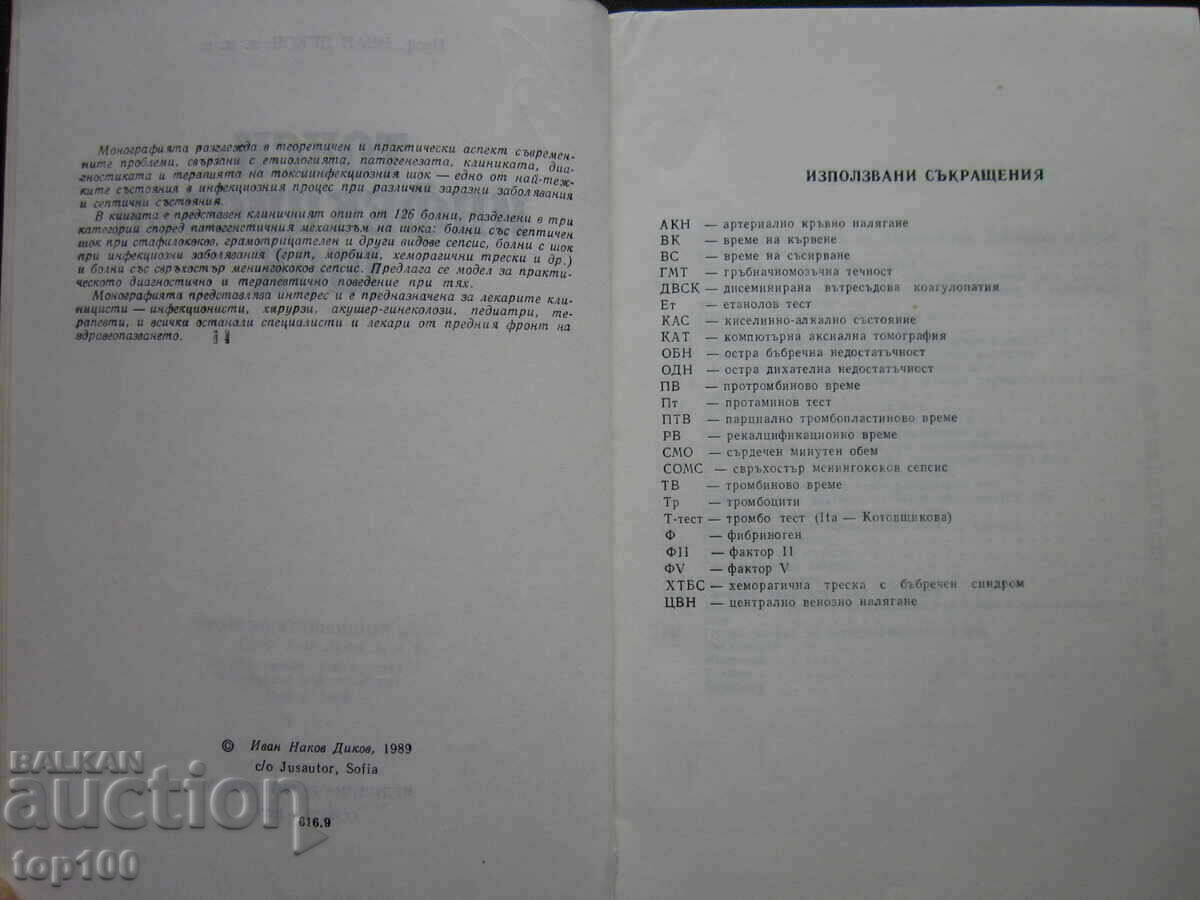 Монографията разглежда в теоретичен и практически аспект съвремен-
ните проблеми, свързани с етиологията, патогенезата, клиниката, диа-
гностиката и терапията на токсиинфекциозния шок — едно от най-теж-
ките състояния в инфекциозния процес при различни заразни заболявания
и септични състояния.
В книгата е представен клиничният опит от 126 болни, разделени в три
категории според патогенетичния механизъм на шока: болни със септичен
шок при стафилококов, грамотрицателен и други видове сепсис, болни с шок
при инфекциозни заболявания (грип, морбили, хеморагични трески и др.)
и болни със свръхостър менингококов сепсис. Предлага се модел за практи-
ческото диагностично и терапевтично поведение при тях.
Монографията представлява интерес и е предназначена за лекарите кли-
ницисти — инфекционисти, хирурзи, акушер-гинеколози, педиатри, те-
рапевти, и всички останали специалисти и лекари от предния фронт на
здравеопазването.
© Иван Наков Диков, 1989
c/o Jusautor, Sofia
616.9
ИЗПОЛЗВАНИ СЪКРАЩЕНИЯ
АКН — артериално кръвно налягане
ВК — време на кървене
ВС — време на съсирване
ГМТ — гръбначномозъчна течност
ДВСК — дисеминирана вътресъдова коагулопатия
Ет — етанолов тест
КАС — киселинно-алкално състояние
КАТ — компютърна аксиална томография
ОБН — остра бъбречна недостатъчност
ОДН — остра дихателна недостатъчност
ПВ — протромбиново време
Пт — протаминов тест
ПТВ — парциално тромбопластиново време
РВ — рекалцификационно време
СМО — сърдечен минутен обем
СОМС — свръхостър менингококов сепсис
ТВ — тромбиново време
Тр — тромбоцити
Т-тест — тромбо тест (Ita — Котовщикова)
Ф — фибриноген
ФII — фактор II
ФV — фактор V
ХТБС — хеморагична треска с бъбречен синдром
ЦВН — централно венозно налягане
BALKAN
auction
top100